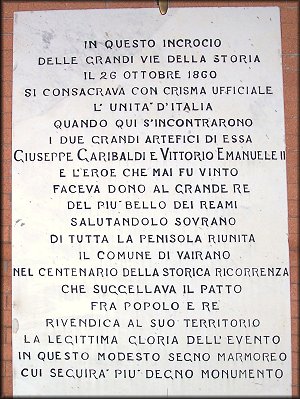 IN QUESTO INCROCIO
DELLE GRANDI VIE DELLA STORIA
IL 26 OTTOBRE 1860
SI CONSACRAVA CON CRISMA UFFICIALE
L'UNITA' D'ITALIA
QUANDO QUI S'INCONTRARONO
I DUE GRANDI ARTEFICI DI ESSA
GIUSEPPE GARIBALDI E VITTORIO EMANUELE II
E L'EROE CHE MAI FU VINTO
FACEVA DONO AL GRANDE RE
DEL PIU' BELLO DEI REAMI
SALUTANDOLO SOVRANO
DI TUTTA LA PENISOLA RIUNITA
IL COMUNE DI VAIRANO
NEL CENTENARIO DELLA STORICA RICORRENZA
CHE SUGGELLAVA IL PATTO
FRA POPOLO E RE
RIVENDICA AL SUO TERRITORIO
LA LEGITTIMA GLORIA DELL'EVENTO
IN QUESTO MODESTO SEGNO MARMOREO
CUI SEGUIRA' PIU' DEGNO MONUMENTO